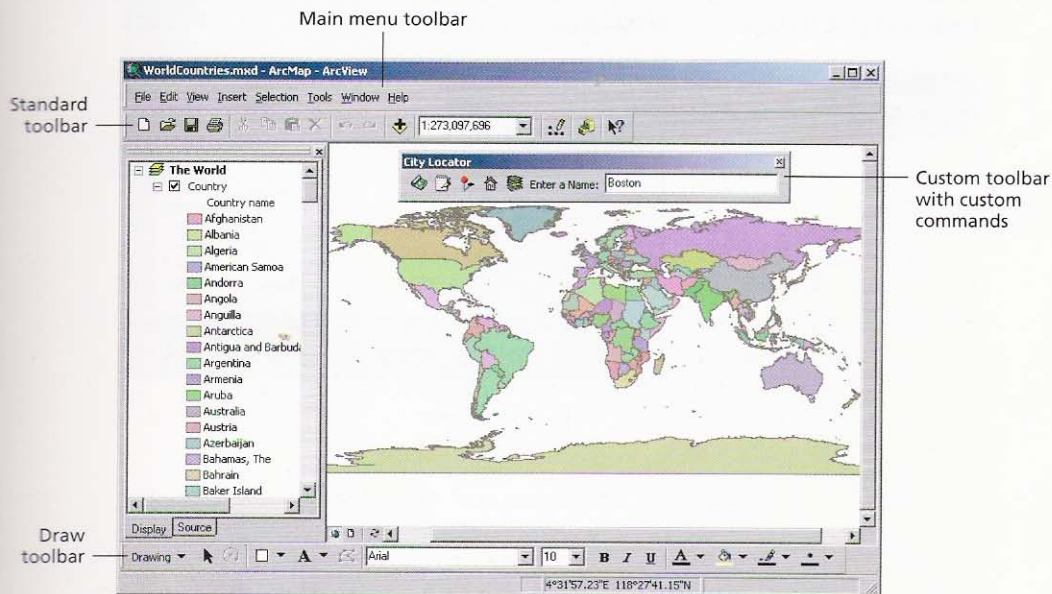 Main menu toolbar
WorldCountries.mxd - ArcMap - ArcView
File Edit View Insert Selection Tools Window Help
Standard
toolbar
1:273,097,696
The World
Country
Country name
Afghanistan
Albania
Algeria
American Samoa
Andorra
Angola
Anguilla
Antarctica
Antigua and Barbuda
Argentina
Armenia
Aruba
Australia
Austria
Azerbaijan
Bahamas, The
Bahrain
Baker Island
Display Source
City Locator
Enter a Name: Boston
Custom toolbar
with custom
commands
Draw
toolbar
Drawing A Arial 10 B I U A
4°31'57.23"E 118°27'41.15"N